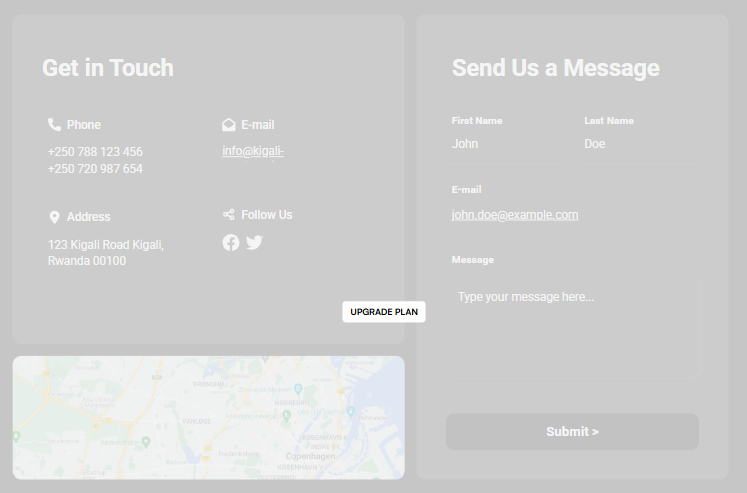 Get in Touch
Phone
+250 788 123 456
+250 720 987 654
E-mail
info@kigali-
Address
123 Kigali Road Kigali,
Rwanda 00100
Follow Us
UPGRADE PLAN
Copenhagen
Send Us a Message
First Name
Last Name
John
Doe
E-mail
john.doe@example.com
Message
Type your message here...
Submit >